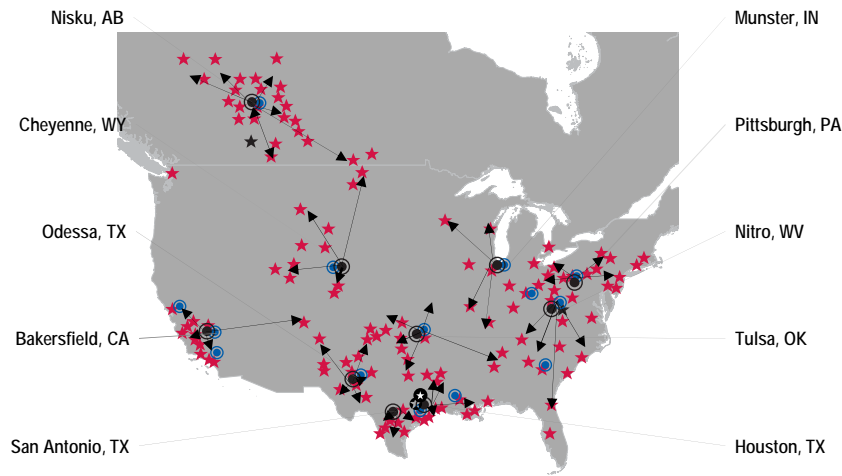 Nisku, AB
Munster, IN
Cheyenne, WY
Pittsburgh, PA
Odessa, TX
Nitro, WV
Bakersfield, CA
Tulsa, OK
San Antonio, TX
Houston, TX